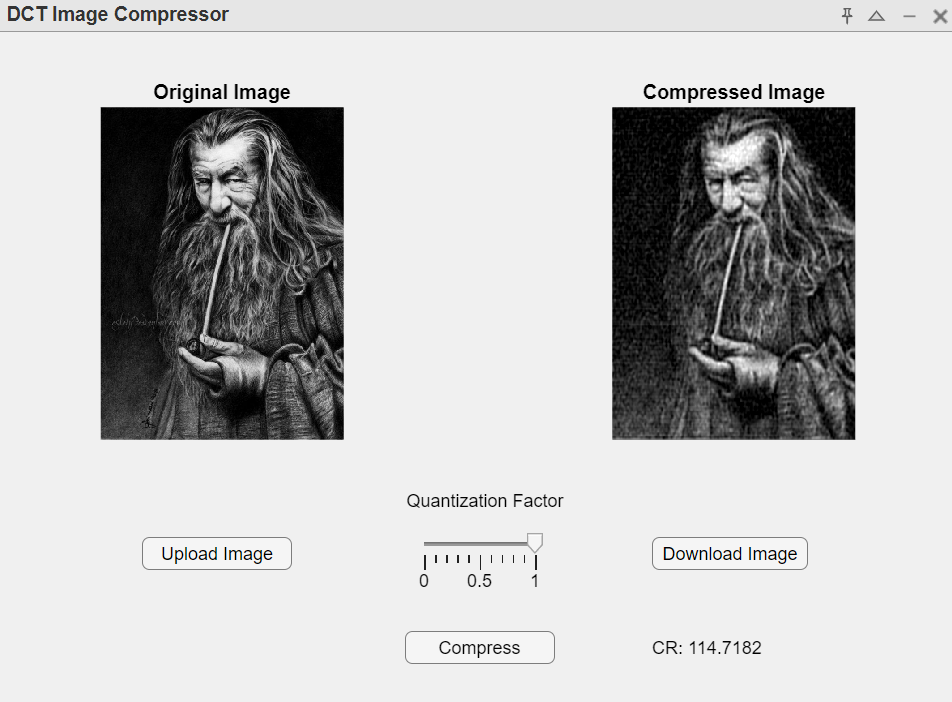 DCT Image Compressor
Original Image
Compressed Image
Quantization Factor
Upload Image
0 0.5 1
Download Image
Compress
CR: 114.7182